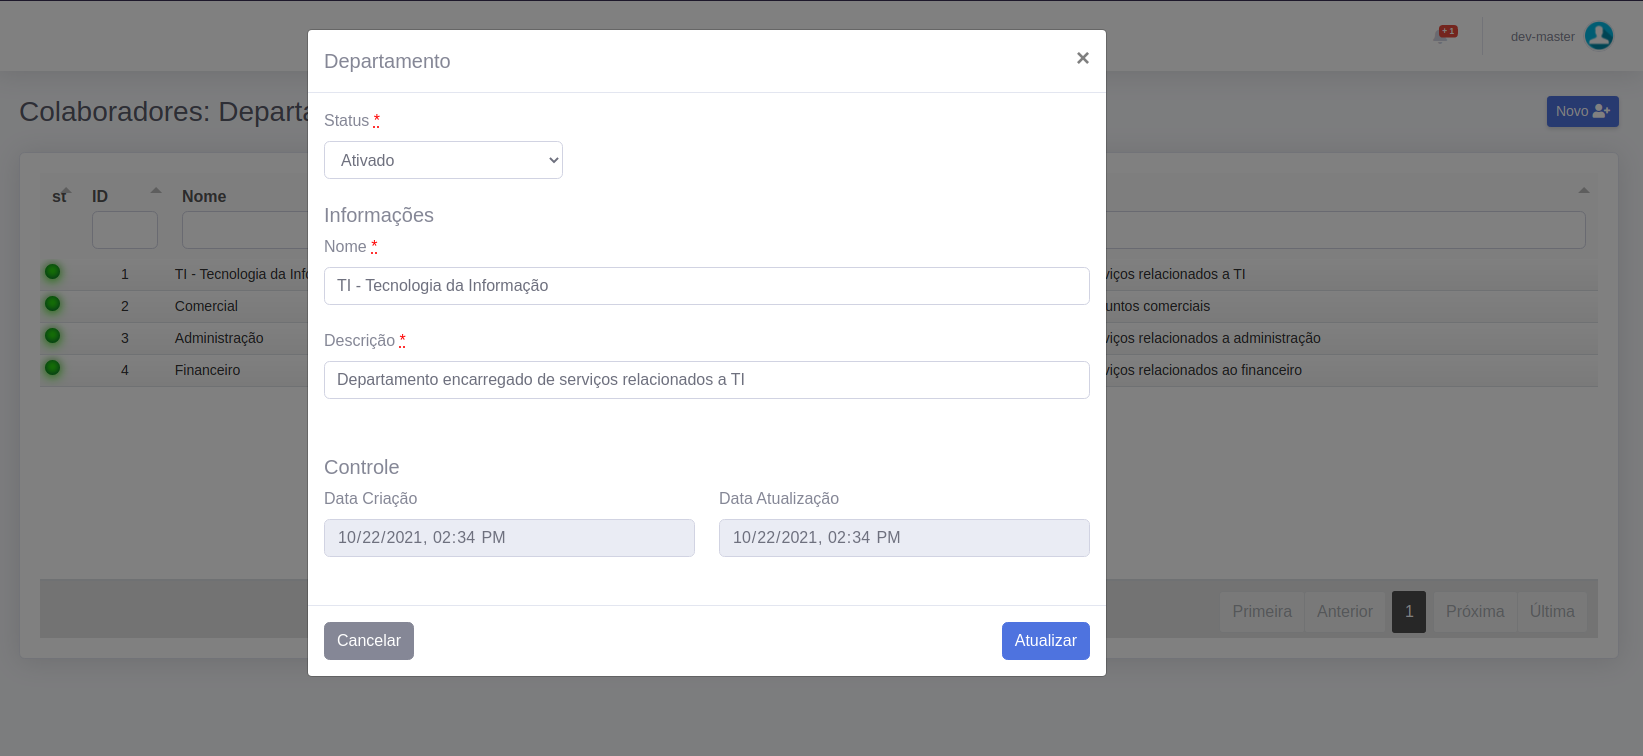 + 1
dev-master
Departamento
×
Colaboradores: Departa
Novo
Status *
Ativado
st
ID
Nome
Informações
Nome *
TI - Tecnologia da Informação
1 TI - Tecnologia da Info
viços relacionados a TI
2 Comercial
untos comerciais
3 Administração
viços relacionados a administração
4 Financeiro
viços relacionados ao financeiro
Descrição *
Departamento encarregado de serviços relacionados a TI
Controle
Data Criação
Data Atualização
10/22/2021, 02:34 PM
10/22/2021, 02:34 PM
Cancelar
Atualizar
Primeira
Anterior
1
Próxima
Última